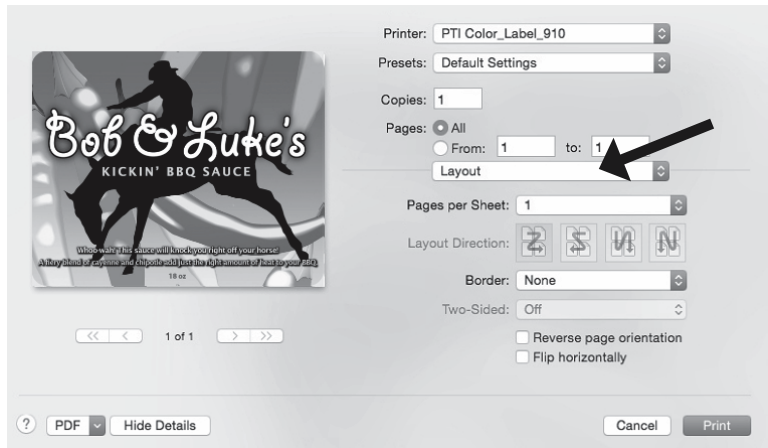 Printer: PTI Color_Label_910
Presets: Default Settings
Copies: 1
Pages: All
From: 1 to: 1
Layout
Pages per Sheet: 1
Layout Direction:
Border: None
Two-Sided: Off
Reverse page orientation
Flip horizontally
Bob & Luke's
KICKIN' BBQ SAUCE
Whoo-wah! This sauce will knock you right off your horse!
A fiery blend of cayenne and chipotle add just the right amount of heat to your BBQ.
18 oz
<< < 1 of 1 > >>
? PDF Hide Details Cancel Print